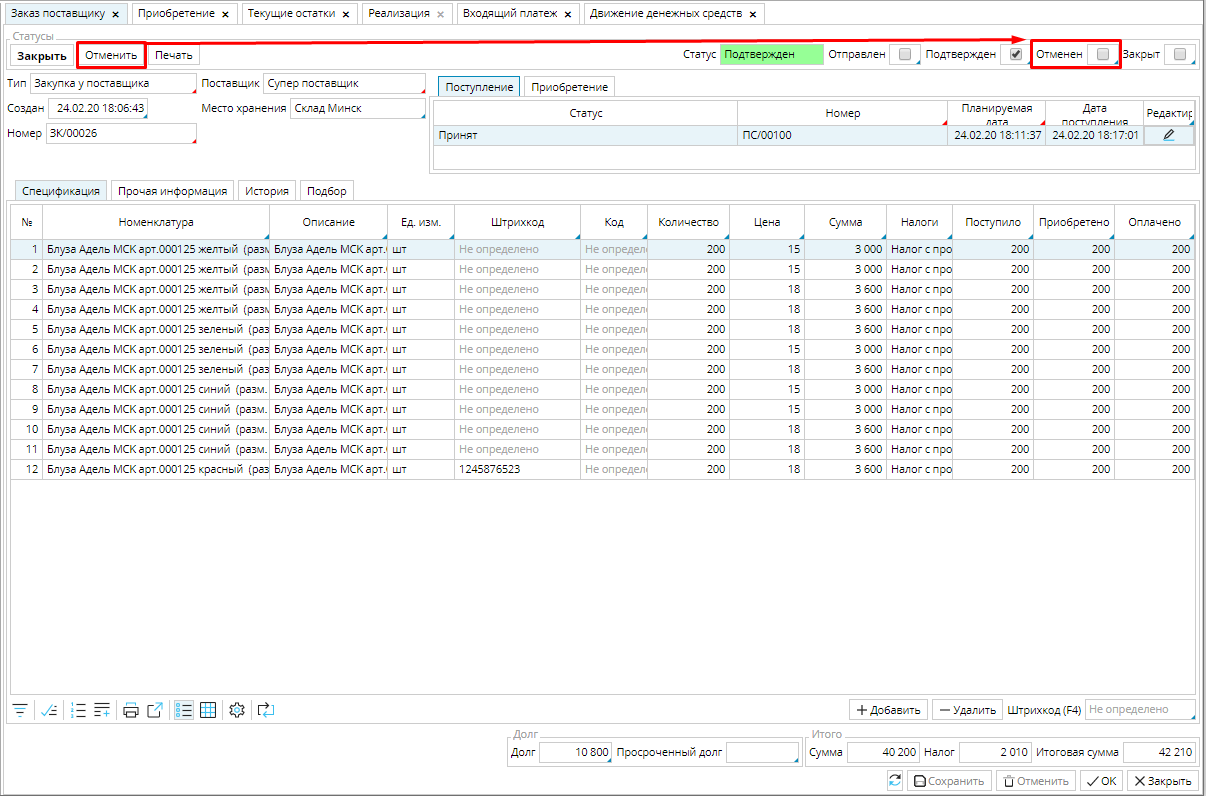 Заказ поставщику × Приобретение × Текущие остатки × Реализация × Входящий платеж × Движение денежных средств ×
Статусы
Закрыть Отменить Печать Статус Подтвержден Отправлен Подтвержден Отменен Закрыт
Тип Закупка у поставщика Поставщик Супер поставщик
Создан 24.02.20 18:06:43 Место хранения Склад Минск
Номер ЗК/00026
Поступление Приобретение
Статус Номер Планируемая дата Дата поступления Редактир
Принят ПС/00100 24.02.20 18:11:37 24.02.20 18:17:01
Спецификация Прочая информация История Подбор
№ Номенклатура Описание Ед. изм. Штрихкод Код Количество Цена Сумма Налоги Поступило Приобретено Оплачено
1 Блуза Адель МСК арт.000125 желтый (разм Блуза Адель МСК арт.( шт Не определено Не определ 200 15 3 000 Налог с про 200 200 200
2 Блуза Адель МСК арт.000125 желтый (разм Блуза Адель МСК арт.( шт Не определено Не определ 200 15 3 000 Налог с про 200 200 200
3 Блуза Адель МСК арт.000125 желтый (разм Блуза Адель МСК арт.( шт Не определено Не определ 200 18 3 600 Налог с про 200 200 200
4 Блуза Адель МСК арт.000125 желтый (разм Блуза Адель МСК арт.( шт Не определено Не определ 200 18 3 600 Налог с про 200 200 200
5 Блуза Адель МСК арт.000125 зеленый (раз Блуза Адель МСК арт.( шт Не определено Не определ 200 18 3 600 Налог с про 200 200 200
6 Блуза Адель МСК арт.000125 зеленый (раз Блуза Адель МСК арт.( шт Не определено Не определ 200 15 3 000 Налог с про 200 200 200
7 Блуза Адель МСК арт.000125 зеленый (раз Блуза Адель МСК арт.( шт Не определено Не определ 200 18 3 600 Налог с про 200 200 200
8 Блуза Адель МСК арт.000125 синий (разм. Блуза Адель МСК арт.( шт Не определено Не определ 200 15 3 000 Налог с про 200 200 200
9 Блуза Адель МСК арт.000125 синий (разм. Блуза Адель МСК арт.( шт Не определено Не определ 200 15 3 000 Налог с про 200 200 200
10 Блуза Адель МСК арт.000125 синий (разм. Блуза Адель МСК арт.( шт Не определено Не определ 200 18 3 600 Налог с про 200 200 200
11 Блуза Адель МСК арт.000125 синий (разм. Блуза Адель МСК арт.( шт Не определено Не определ 200 18 3 600 Налог с про 200 200 200
12 Блуза Адель МСК арт.000125 красный (раз Блуза Адель МСК арт.( шт 1245876523 Не определ 200 18 3 600 Налог с про 200 200 200
Добавить Удалить Штрихкод (F4) Не определено
Долг Итого
Долг 10 800 Просроченный долг Сумма 40 200 Налог 2 010 Итоговая сумма 42 210
Сохранить Отменить OK Закрыть